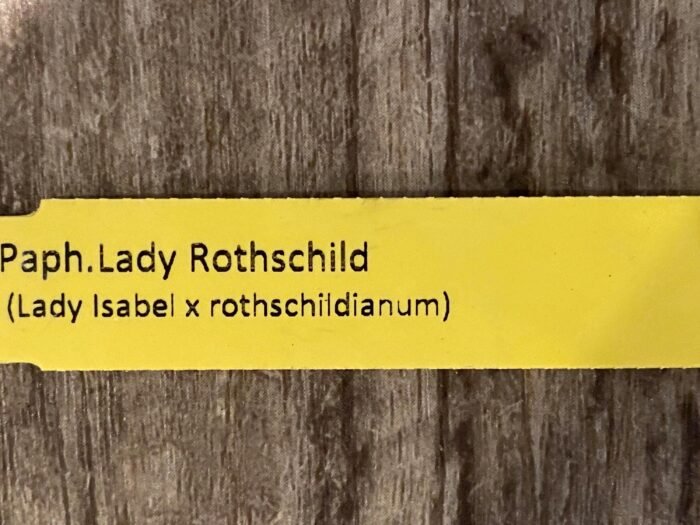 Paph.Lady Rothschild
(Lady Isabel x rothschildianum)